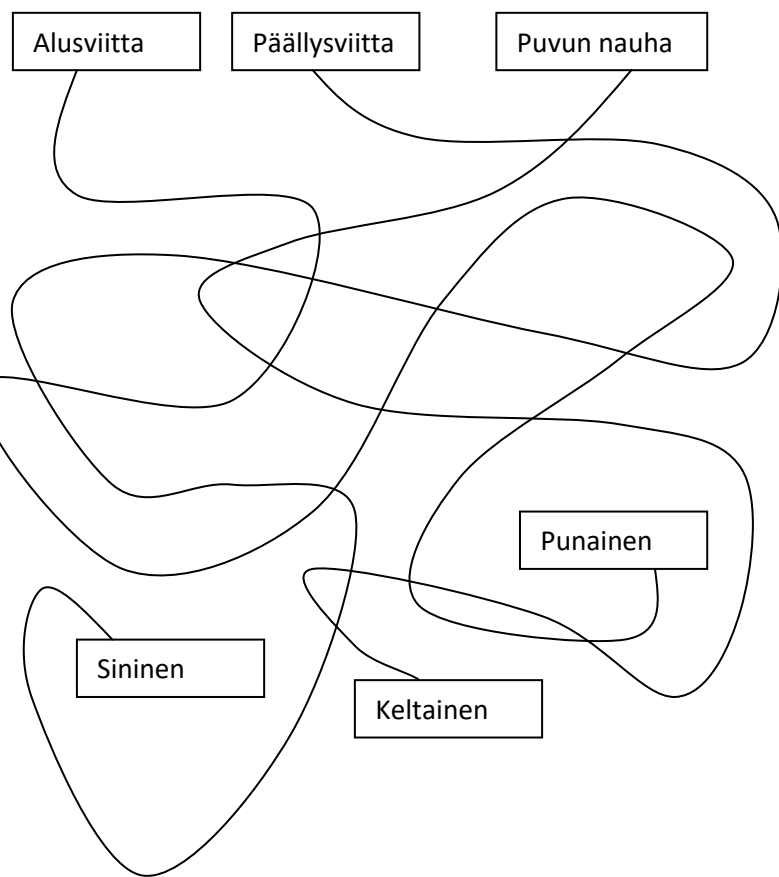 Alusviitta
Päällysviitta
Puvun nauha
Punainen
Sininen
Keltainen